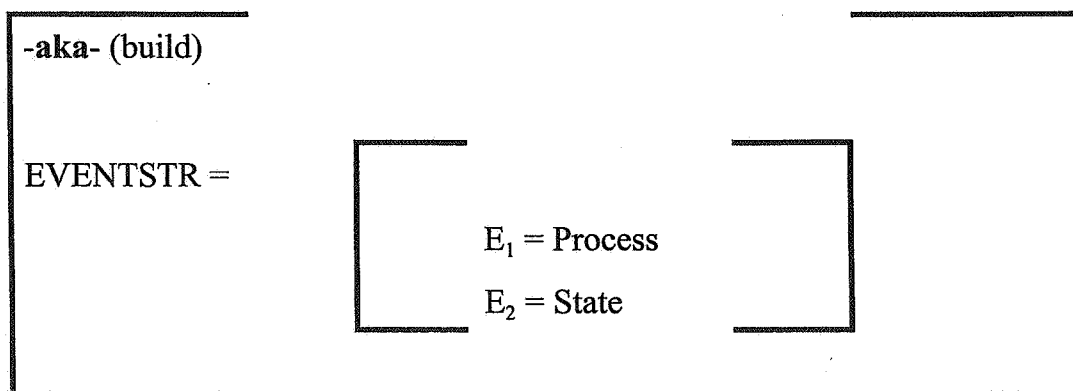 -aka- (build)
EVENTSTR =
E₁ = Process
E₂ = State